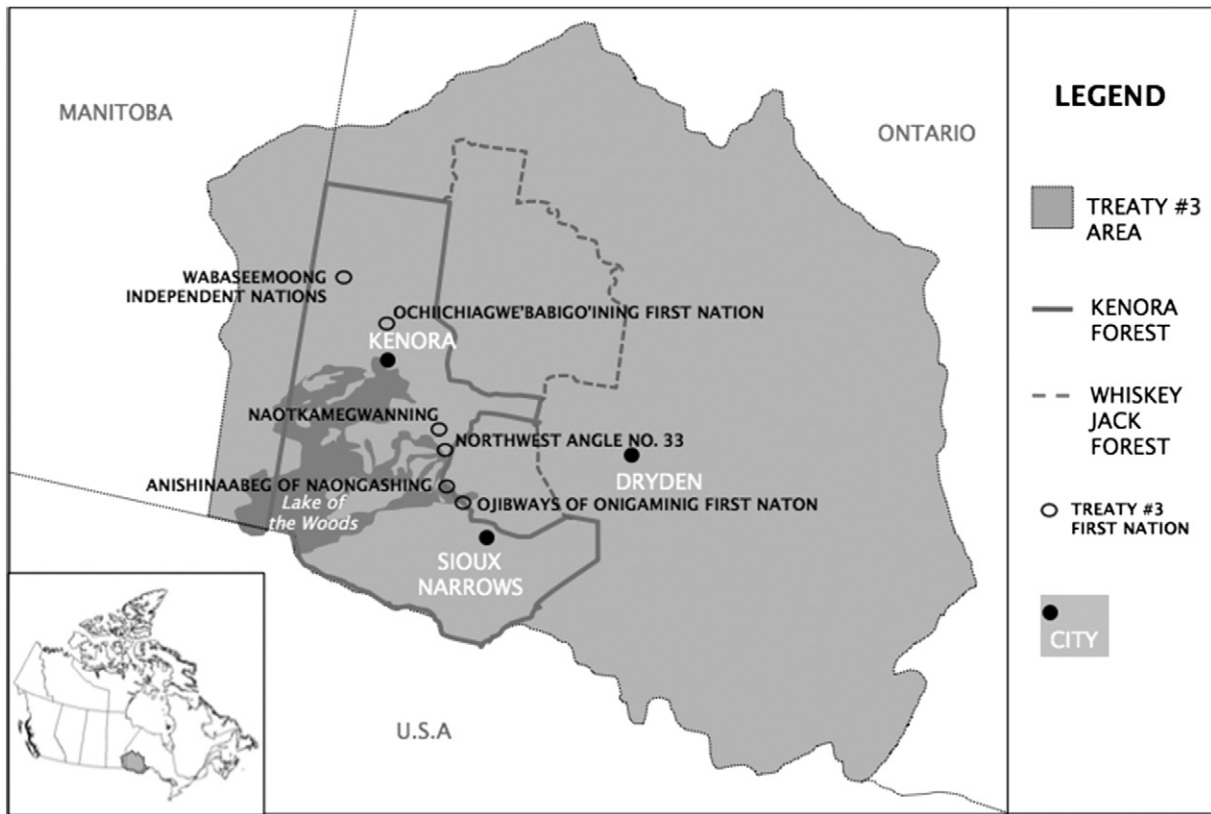 MANITOBA
ONTARIO
WABASEEMOONG
INDEPENDENT NATIONS
OCHIICHIAGWE'BABIGO'INING FIRST NATION
KENORA
NAOTKAMEGWANNING
NORTHWEST ANGLE NO. 33
DRYDEN
ANISHINAABEG OF NAONGASHING
OJIBWAYS OF ONIGAMING FIRST NATON
Lake of
the Woods
SIOUX
NARROWS
U.S.A
LEGEND
TREATY #3
AREA
KENORA
FOREST
WHISKEY
JACK
FOREST
TREATY #3
FIRST NATION
CITY